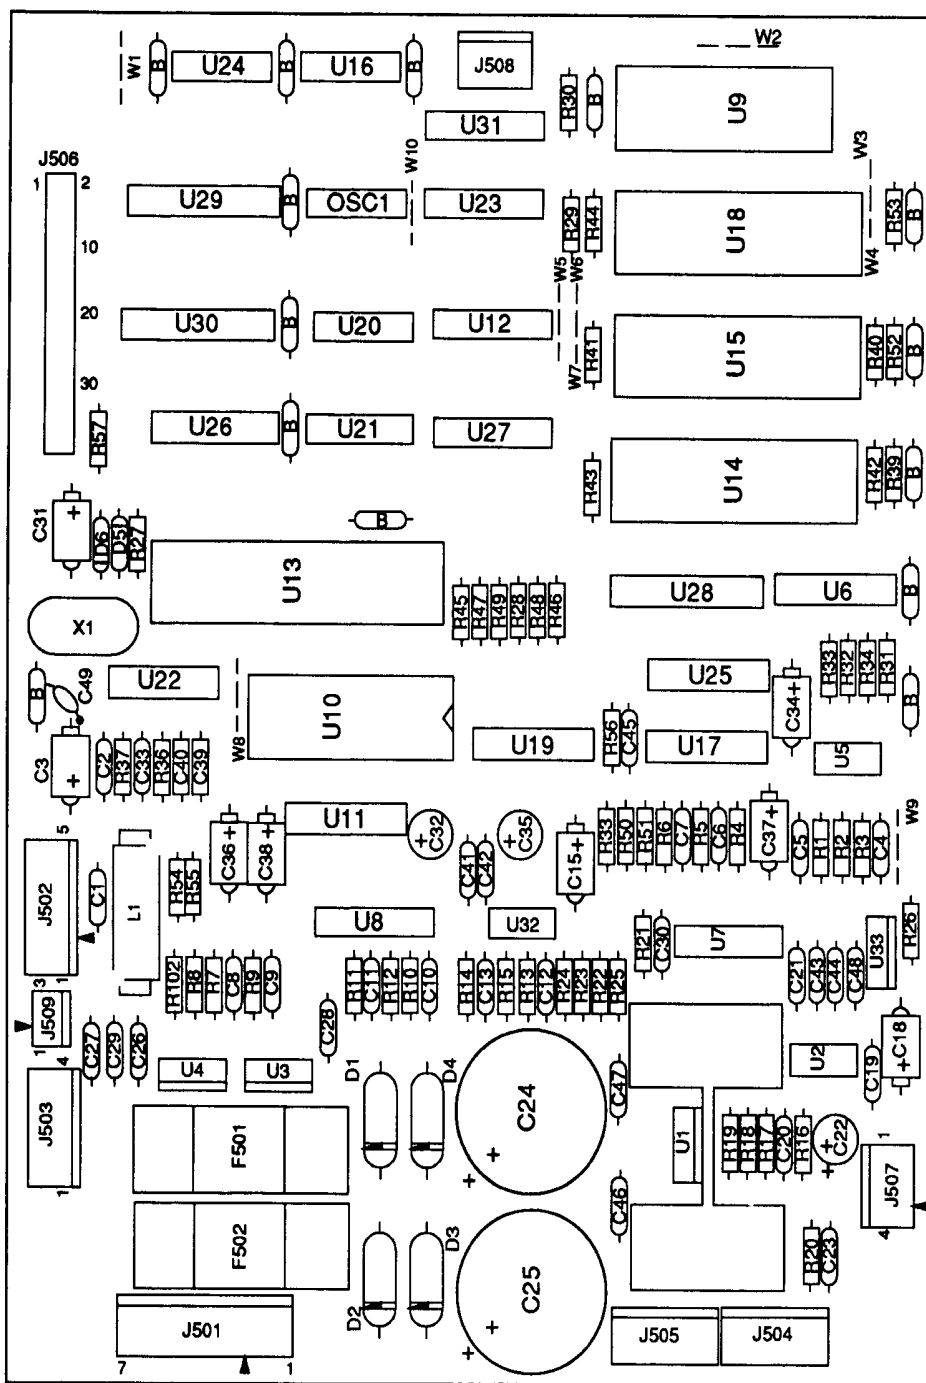 W1 B U24 B U16 B J508 W2
R30 B U9
U31
J506 W10 W3
1 2
U29 B OSC1 U23 R29 R44 U18 R53 B
10
W5 W6 W4
20
U30 B U20 U12 R41 U15 R40 R52 B
30 W7
R57 U26 B U21 U27 R43 U14 R42 R39 B
C31 + D6 D5 R27 B
U13 R45 R47 R49 R28 R48 R46 U28 U6 B
X1
B C49 U22 W8 U10 U25 C34 + R33 R32 R34 R31 B
C3 + C2 R37 C33 R36 C40 C39 U19 R56 C45 U17 U5
5 C36 + C38 + U11 + C32 + C35 C15 + R33 R50 R51 R6 C7 R5 C6 R4 C37 + C5 R1 R2 R3 C4 W9
J502 C1 L1 R54 R55 C41 C42
U8 U32 R21 C30 U7 U33 R26
3 1 R102 R8 R7 C8 R9 C9 R11 C11 R12 R10 C10 R14 C13 R15 R13 C12 R24 R23 R22 R25 C21 C43 C44 C48
J509 C28
1 4 C27 C29 C26 U4 U3 D1 D4 C24 C47 U2 C19 + C18
J503 F501 U1 R19 R18 R17 C20 R16 + C22 1
1 + + + J507
F502 C46 4
D2 D3 C25 R20 C23
J501 + + J505 J504
7 1